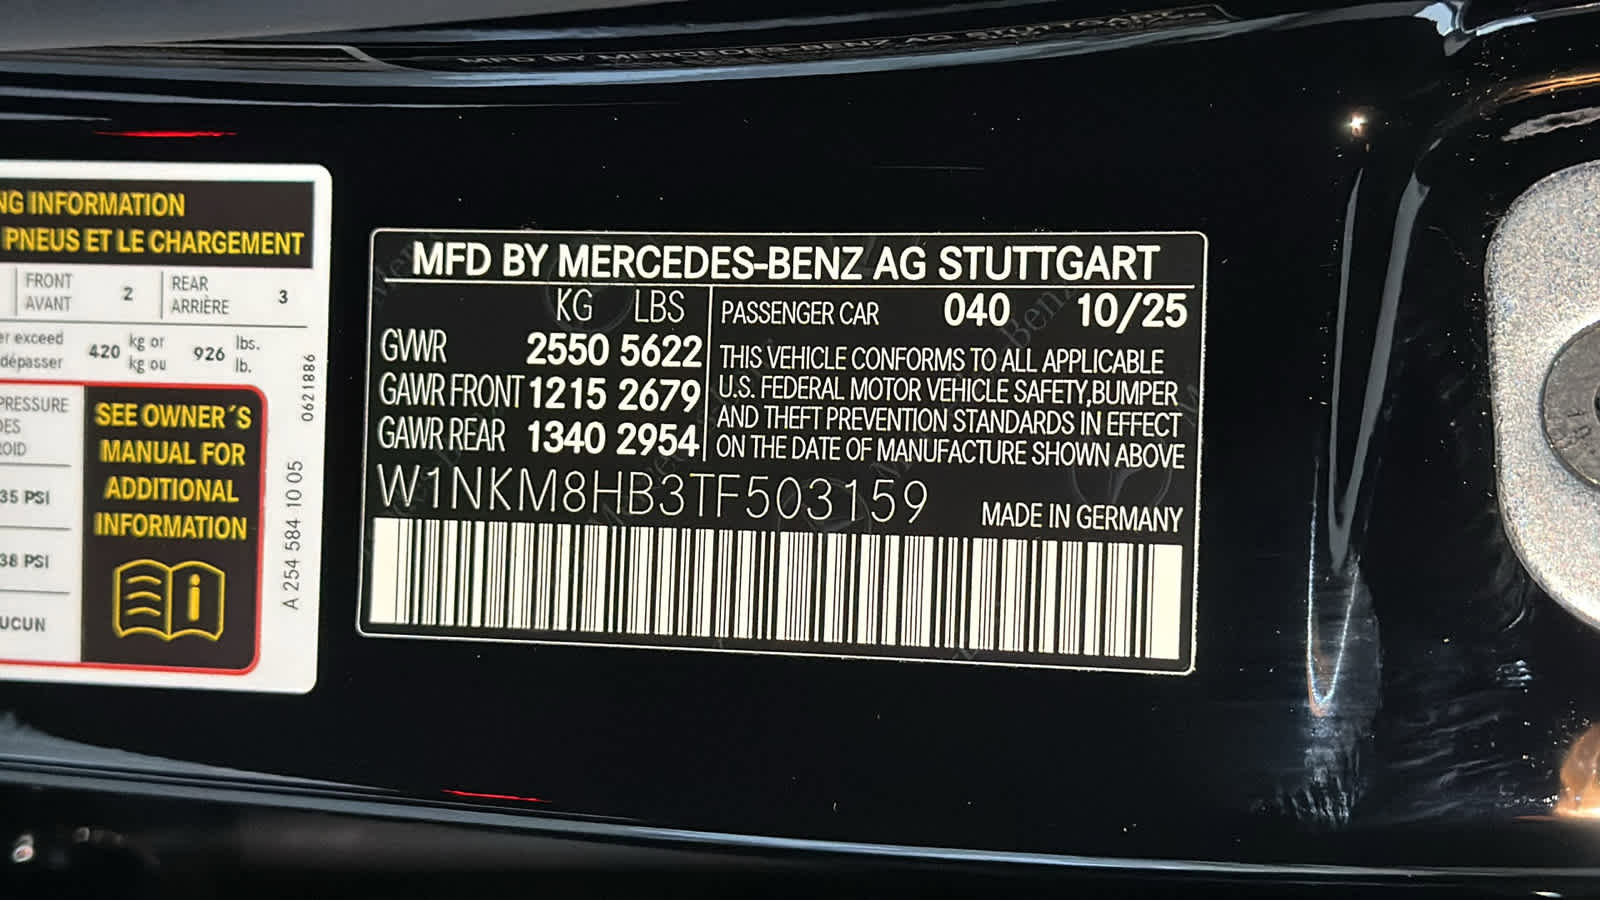 NG INFORMATION
PNEUS ET LE CHARGEMENT
FRONT
AVANT
2
REAR
ARRIÈRE
3
er exceed
dépasser
420
kg or
kg ou
926
lbs.
lb.
PRESSURE
DES
ROID
35 PSI
38 PSI
UCUN
SEE OWNER´S
MANUAL FOR
ADDITIONAL
INFORMATION
0621886
A 254 584 10 05
MFD BY MERCEDES-BENZ AG STUTTGART
KG LBS
GVWR 2550 5622
GAWR FRONT 1215 2679
GAWR REAR 1340 2954
PASSENGER CAR 040 10/25
THIS VEHICLE CONFORMS TO ALL APPLICABLE
U.S. FEDERAL MOTOR VEHICLE SAFETY,BUMPER
AND THEFT PREVENTION STANDARDS IN EFFECT
ON THE DATE OF MANUFACTURE SHOWN ABOVE
W1NKM8HB3TF503159
MADE IN GERMANY